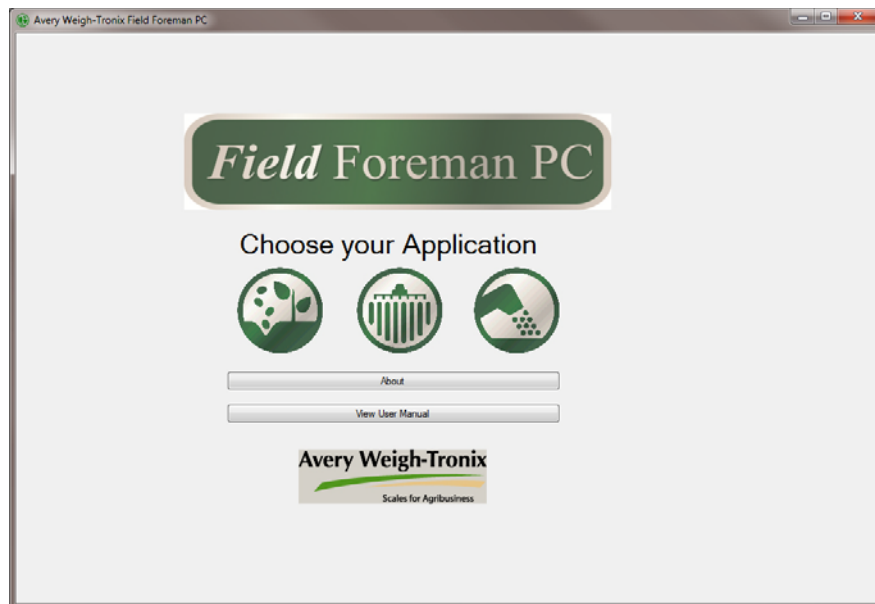 Avery Weigh-Tronix Field Foreman PC
Field Foreman PC
Choose your Application
About
View User Manual
Avery Weigh-Tronix
Scales for Agribusiness